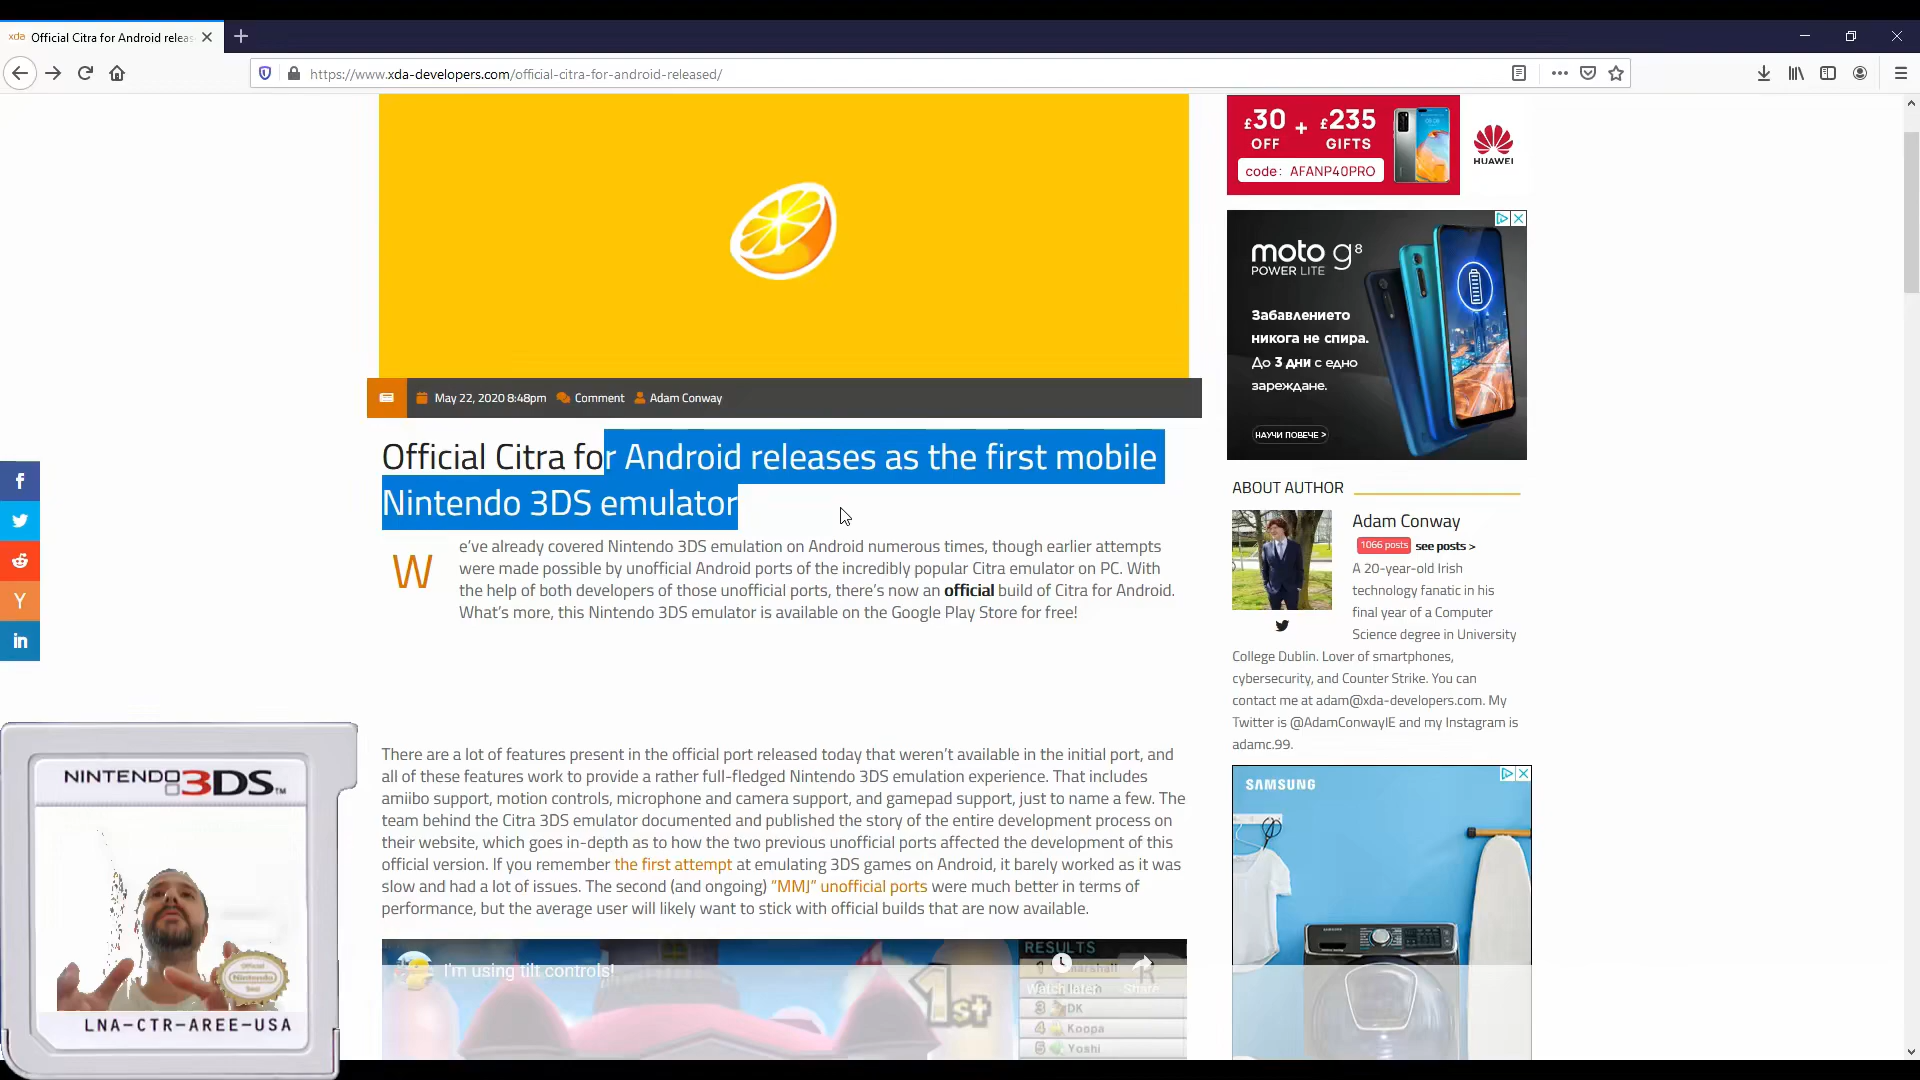 xda Official Citra for Android releas
https://www.xda-developers.com/official-citra-for-android-released/
£30 OFF + £235 GIFTS
code: AFANP40PRO
HUAWEI
moto g8
POWER LITE
Забавлението
никога не спира.
До 3 дни с едно
зареждане.
НАУЧИ ПОВЕЧЕ >
May 22, 2020 8:48pm Comment Adam Conway
Official Citra for Android releases as the first mobile
Nintendo 3DS emulator
We’ve already covered Nintendo 3DS emulation on Android numerous times, though earlier attempts
were made possible by unofficial Android ports of the incredibly popular Citra emulator on PC. With
the help of both developers of those unofficial ports, there’s now an official build of Citra for Android.
What’s more, this Nintendo 3DS emulator is available on the Google Play Store for free!
There are a lot of features present in the official port released today that weren’t available in the initial port, and
all of these features work to provide a rather full-fledged Nintendo 3DS emulation experience. That includes
amiibo support, motion controls, microphone and camera support, and gamepad support, just to name a few. The
team behind the Citra 3DS emulator documented and published the story of the entire development process on
their website, which goes in-depth as to how the two previous unofficial ports affected the development of this
official version. If you remember the first attempt at emulating 3DS games on Android, it barely worked as it was
slow and had a lot of issues. The second (and ongoing) “MMJ” unofficial ports were much better in terms of
performance, but the average user will likely want to stick with official builds that are now available.
I'm using tilt controls!
Watch later Share
1st
RESULTS
3 DK
4 Koopa
5 Yoshi
ABOUT AUTHOR
Adam Conway
1066 posts see posts >
A 20-year-old Irish
technology fanatic in his
final year of a Computer
Science degree in University
College Dublin. Lover of smartphones,
cybersecurity, and Counter Strike. You can
contact me at adam@xda-developers.com. My
Twitter is @AdamConwayIE and my Instagram is
adamc.99.
SAMSUNG
NINTENDO 3DS™
Official
Nintendo
Seal
LNA-CTR-AREE-USA